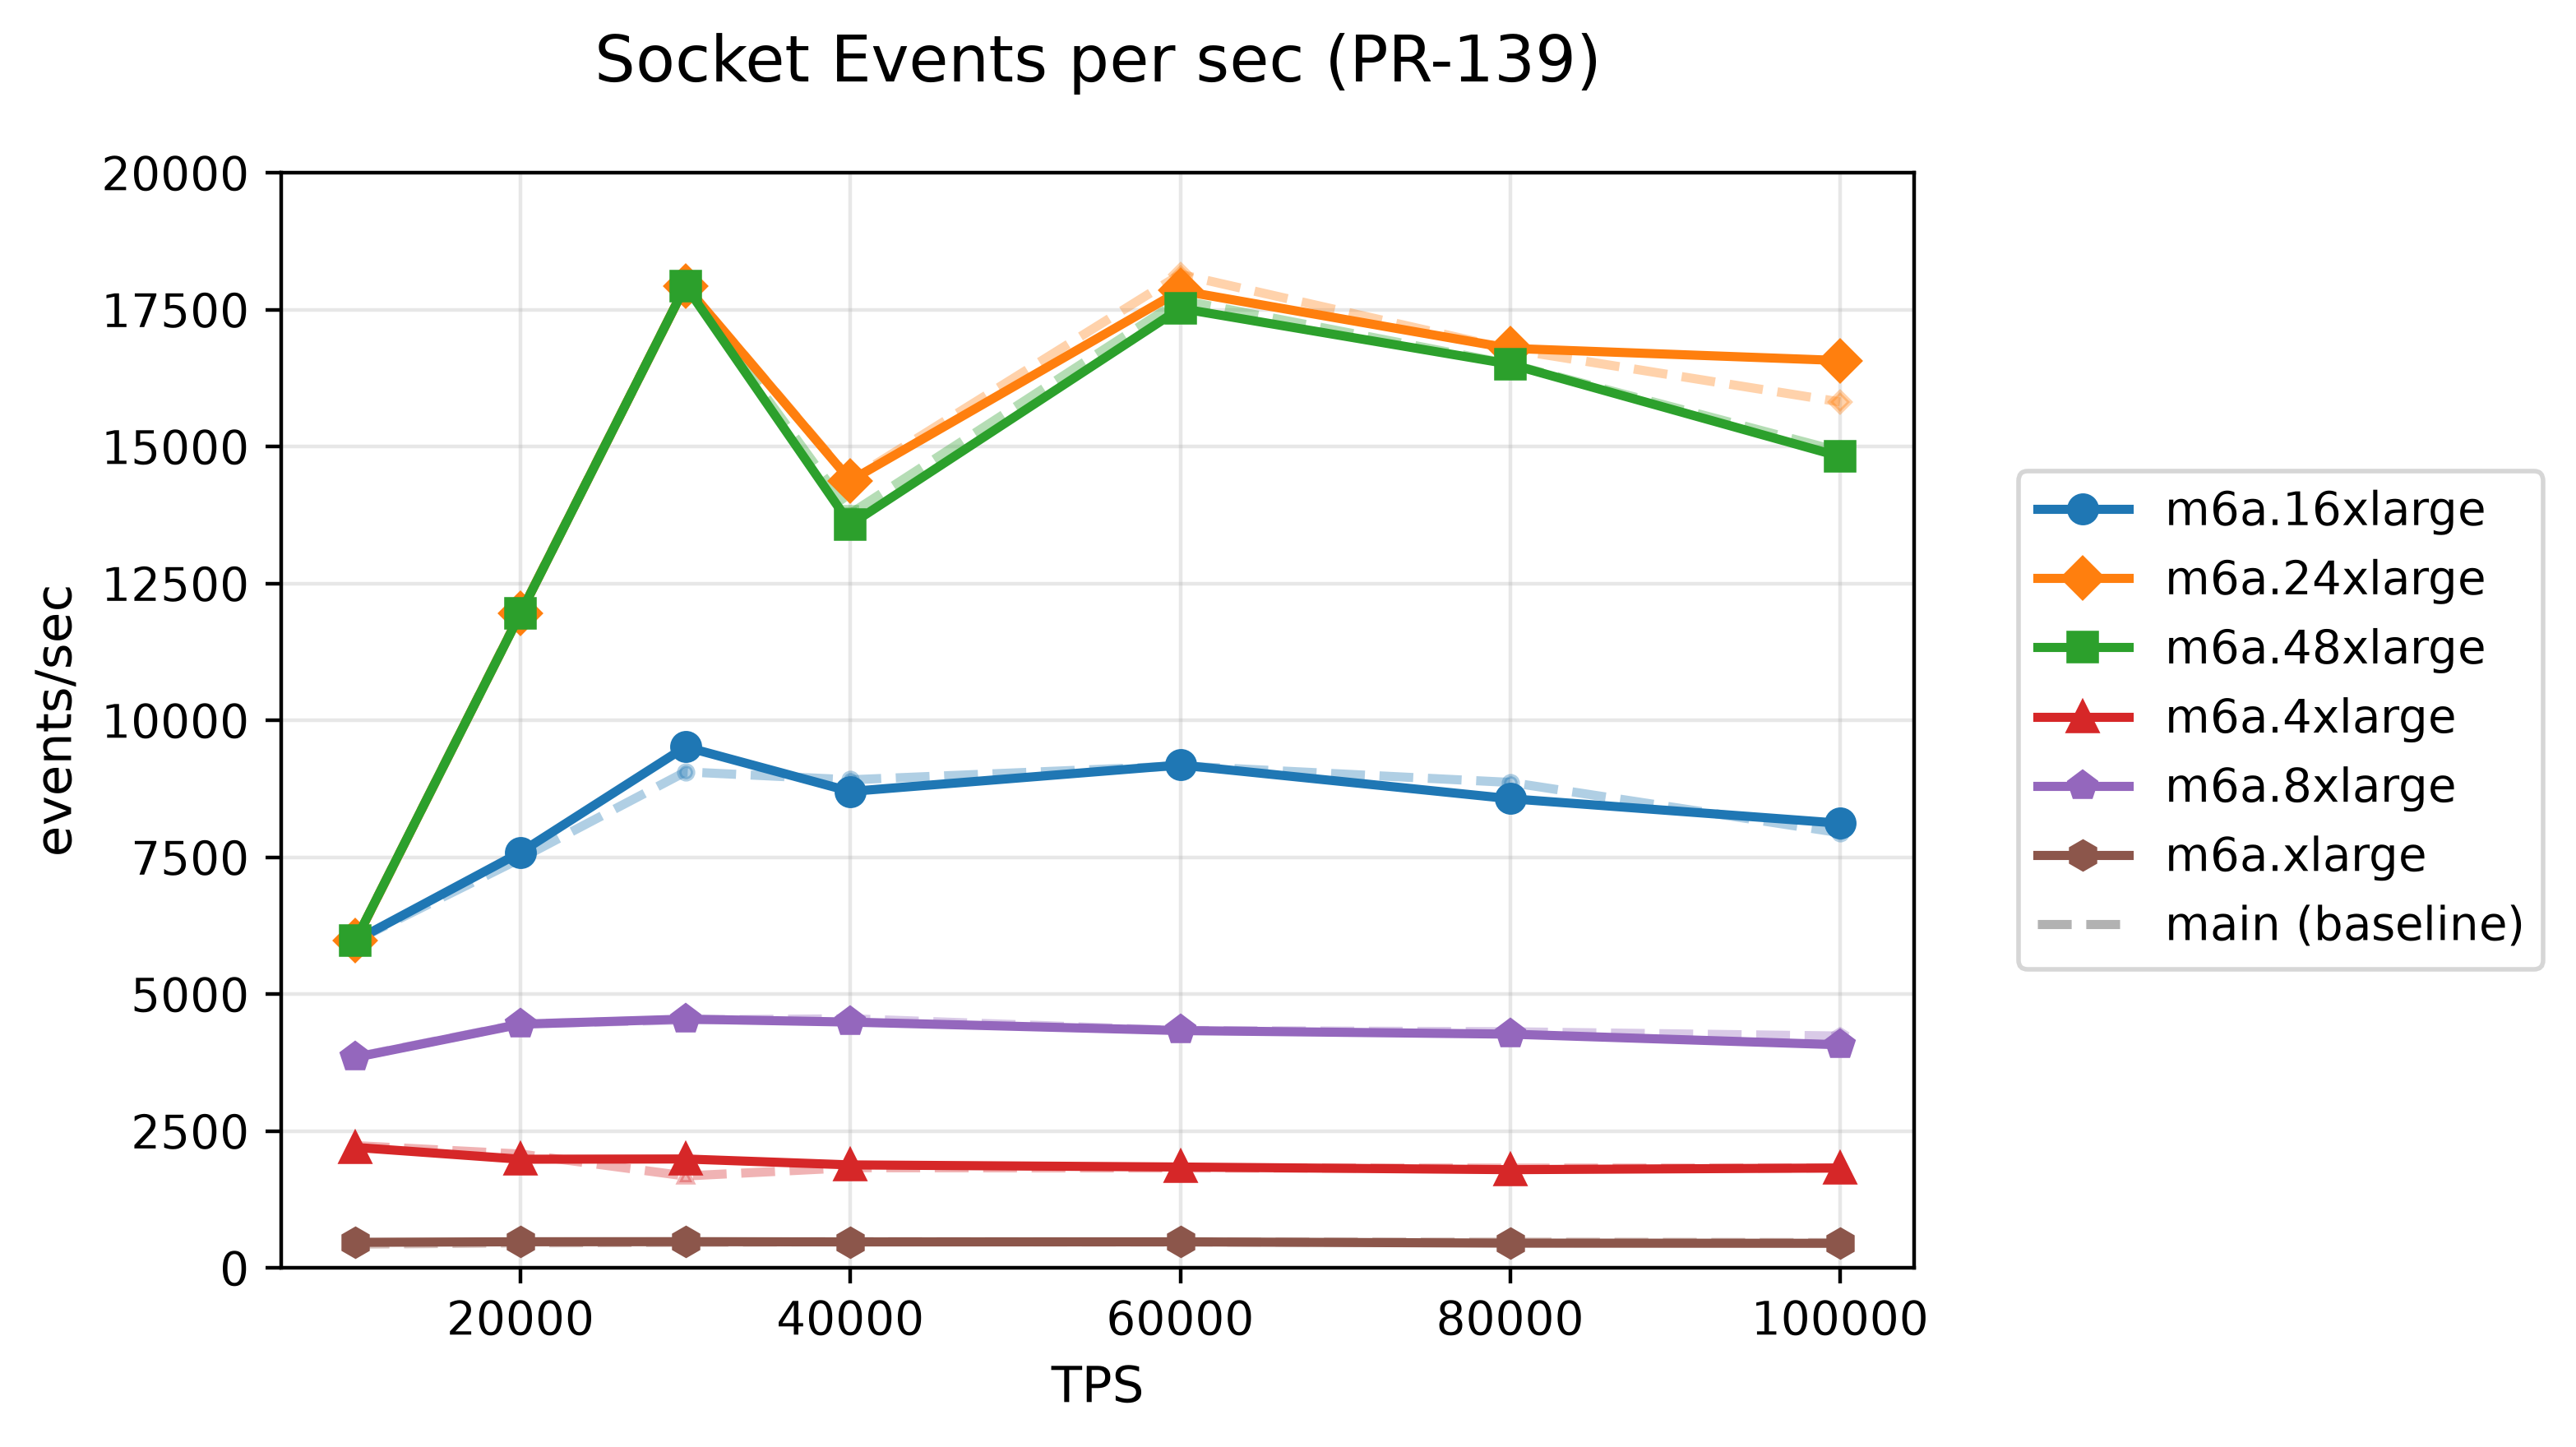 Socket Events per sec (PR-139)
20000
17500
15000
12500
10000
7500
5000
2500
0
events/sec
20000 40000 60000 80000 100000
TPS
m6a.16xlarge
m6a.24xlarge
m6a.48xlarge
m6a.4xlarge
m6a.8xlarge
m6a.xlarge
main (baseline)